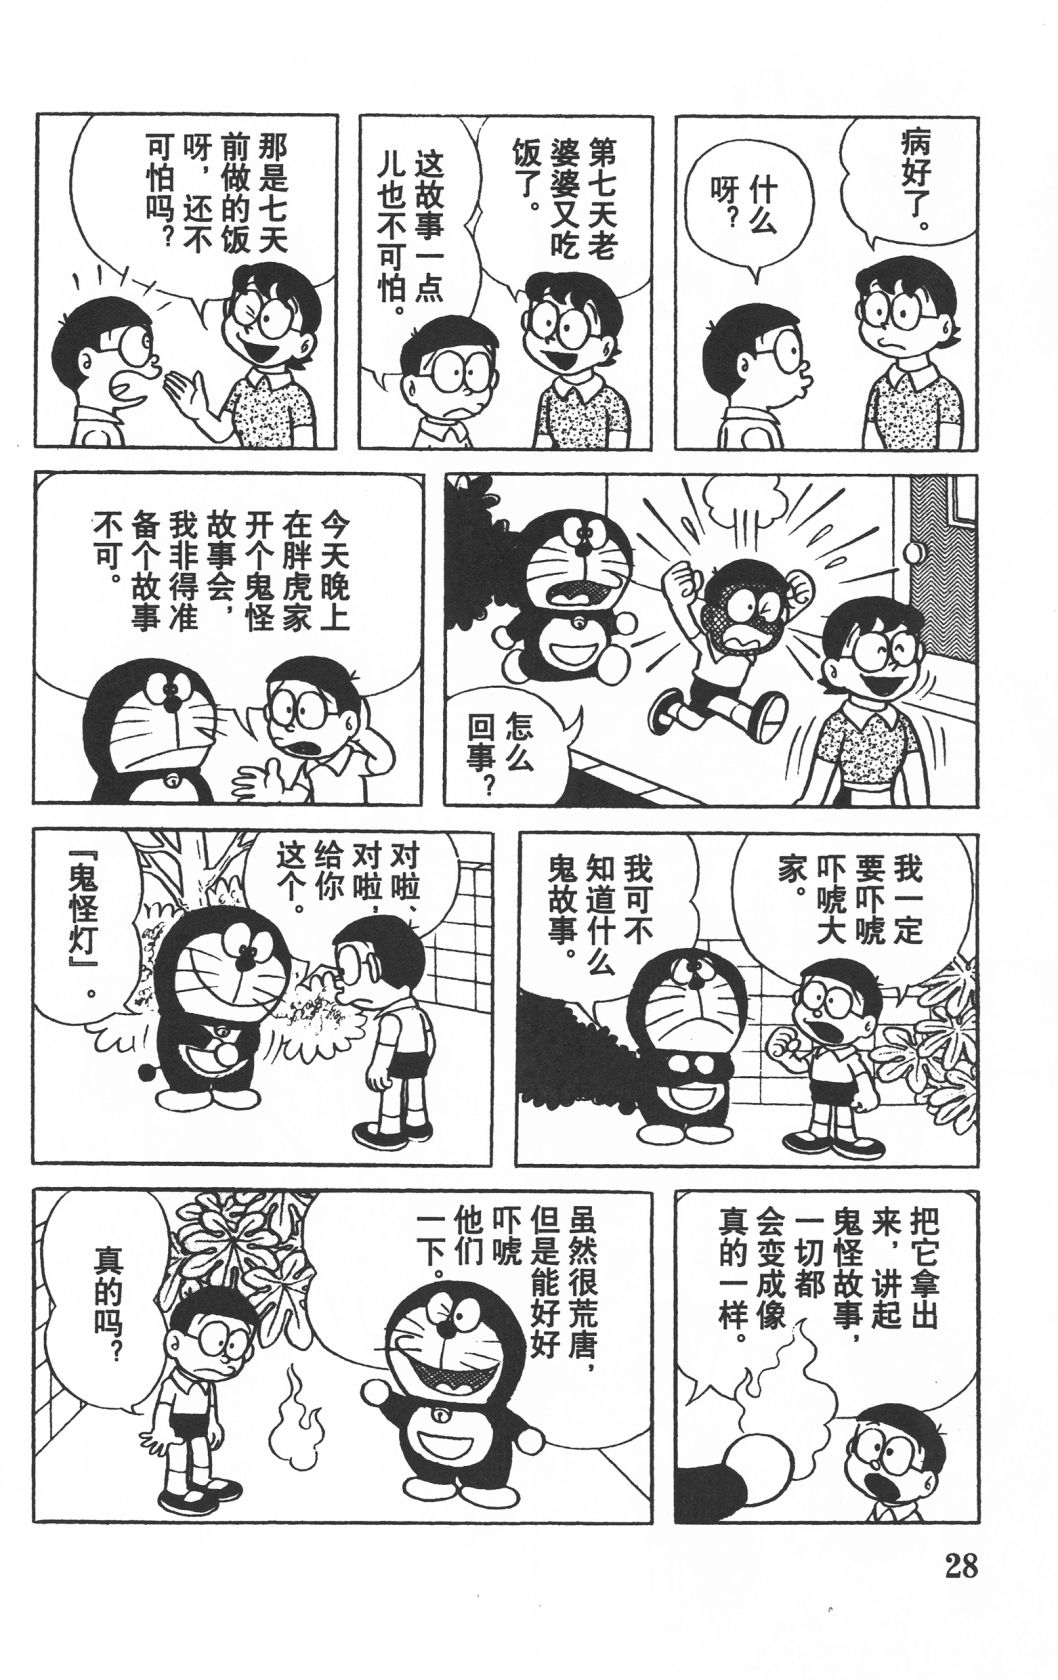 病好了。
什么
呀？
第七天老
婆婆又吃
饭了。
这故事一点
儿也不可怕。
那是七天
前做的饭
呀，还不
可怕吗？
怎么
回事？
今天晚上
在胖虎家
开个鬼怪
故事会，
我非得准
备个故事
不可。
我一定
要吓唬
吓唬大
家。
我可不
知道什么
鬼故事。
对啦、
对啦，
给你
这个。
『鬼怪灯』。
把它拿出
来，讲起
鬼怪故事，
一切都
会变成像
真的一样。
虽然很荒唐，
但是能好好
吓唬
他们
一下。
真的吗？
28